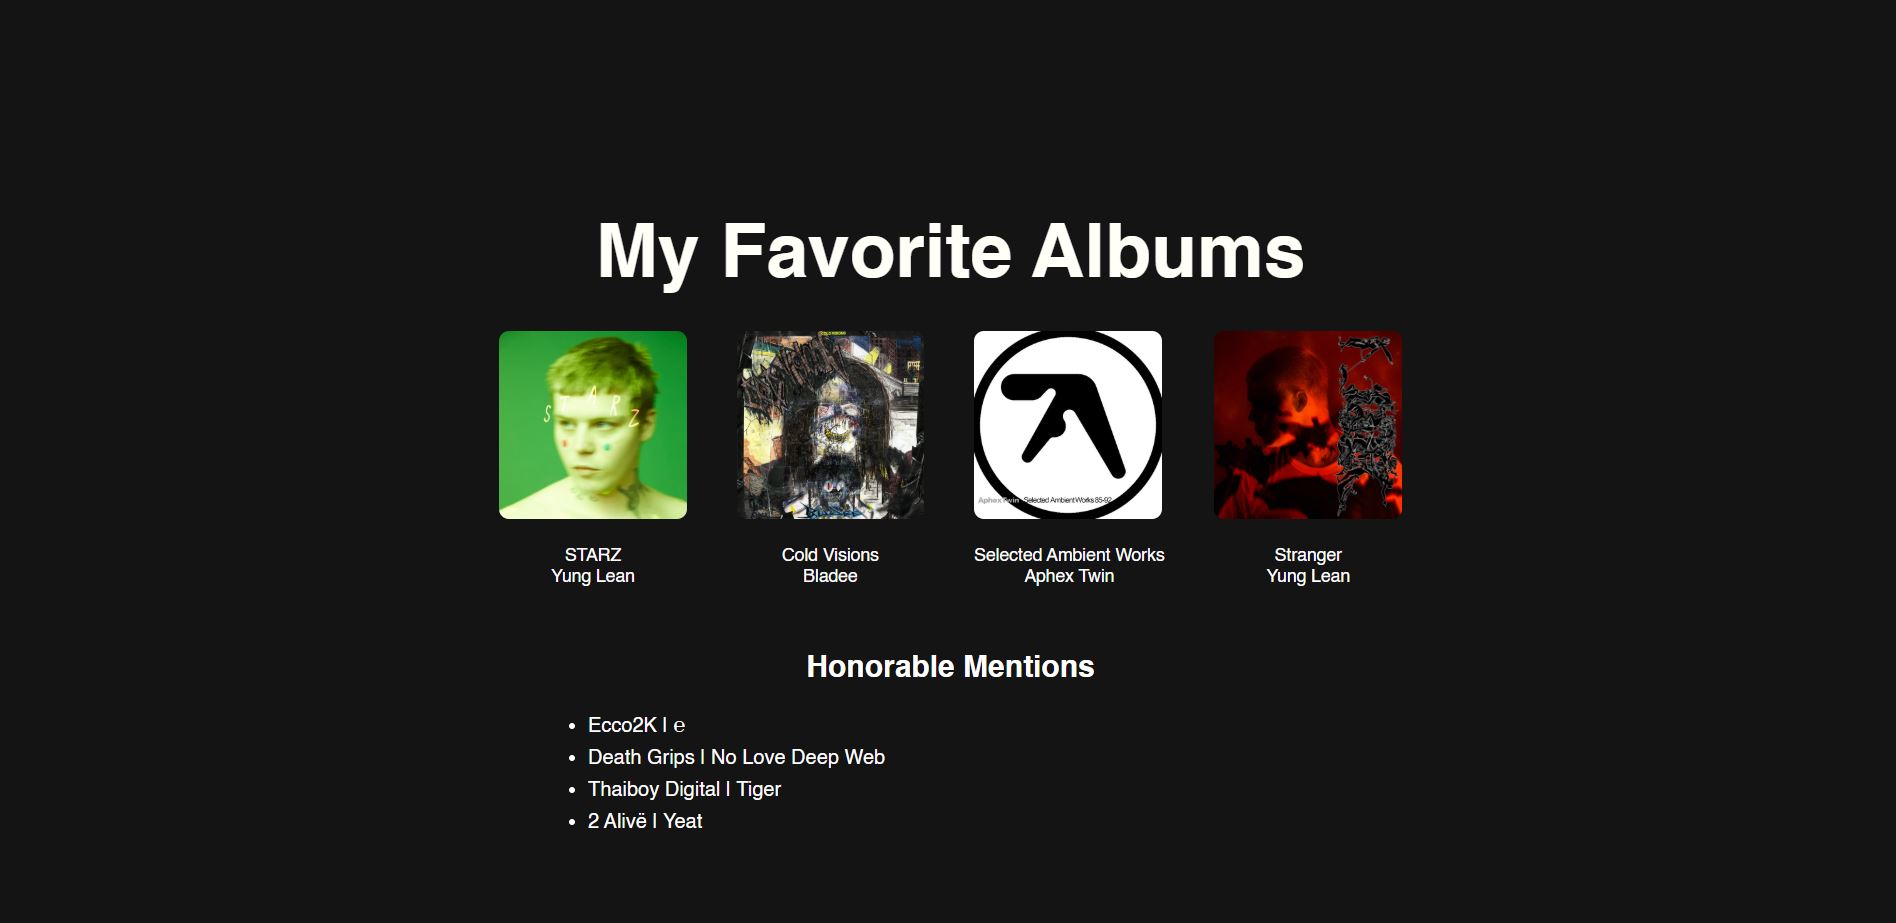 My Favorite Albums
COLD VISIONS
S T A R Z
Aphex Twin Selected Ambient Works 85-92
STARZ
Yung Lean
Cold Visions
Bladee
Selected Ambient Works
Aphex Twin
Stranger
Yung Lean
Honorable Mentions
• Ecco2K | ℮
• Death Grips | No Love Deep Web
• Thaiboy Digital | Tiger
• 2 Alivë | Yeat